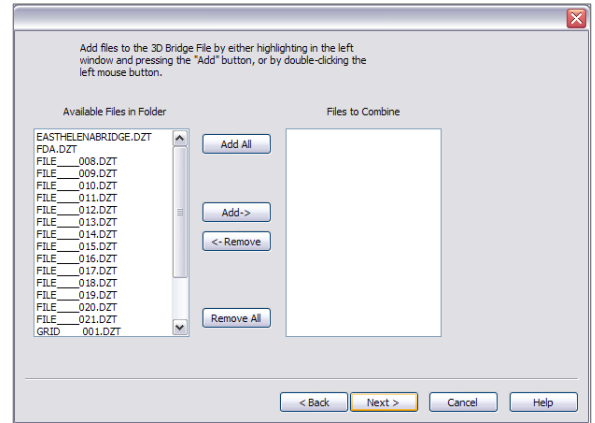 Add files to the 3D Bridge File by either highlighting in the left
window and pressing the "Add" button, or by double-clicking the
left mouse button.
Available Files in Folder
Files to Combine
EASTHELENABRIDGE.DZT
FDA.DZT
FILE____008.DZT
FILE____009.DZT
FILE____010.DZT
FILE____011.DZT
FILE____012.DZT
FILE____013.DZT
FILE____014.DZT
FILE____015.DZT
FILE____016.DZT
FILE____017.DZT
FILE____018.DZT
FILE____019.DZT
FILE____020.DZT
FILE____021.DZT
GRID____001.DZT
Add All
Add->
<- Remove
Remove All
< Back
Next >
Cancel
Help